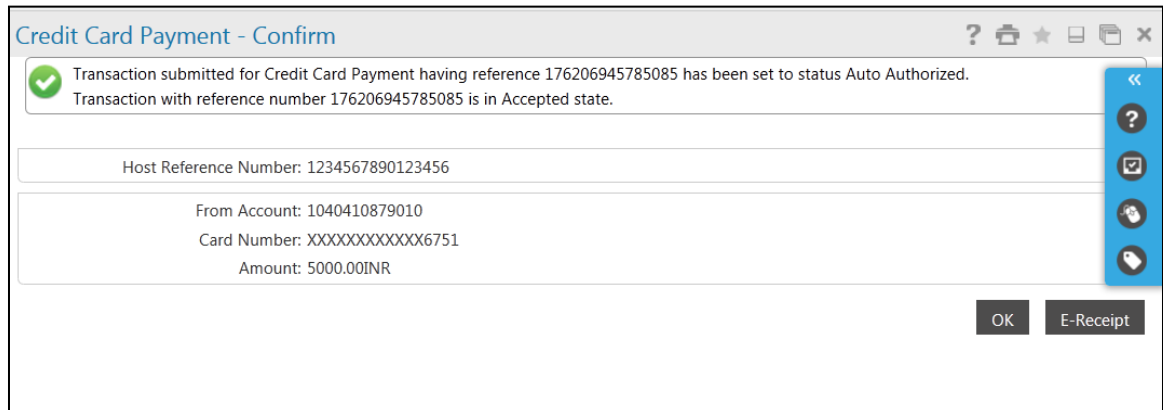 Credit Card Payment - Confirm
Transaction submitted for Credit Card Payment having reference 176206945785085 has been set to status Auto Authorized.
Transaction with reference number 176206945785085 is in Accepted state.
Host Reference Number: 1234567890123456
From Account: 1040410879010
Card Number: XXXXXXXXXXXX6751
Amount: 5000.00INR
OK E-Receipt